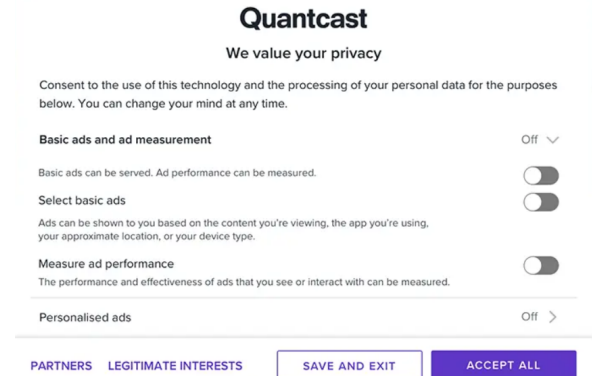 Quantcast
We value your privacy
Consent to the use of this technology and the processing of your personal data for the purposes
below. You can change your mind at any time.
Basic ads and ad measurement Off
Basic ads can be served. Ad performance can be measured.
Select basic ads
Ads can be shown to you based on the content you're viewing, the app you're using,
your approximate location, or your device type.
Measure ad performance
The performance and effectiveness of ads that you see or interact with can be measured.
Personalised ads Off
PARTNERS LEGITIMATE INTERESTS SAVE AND EXIT ACCEPT ALL